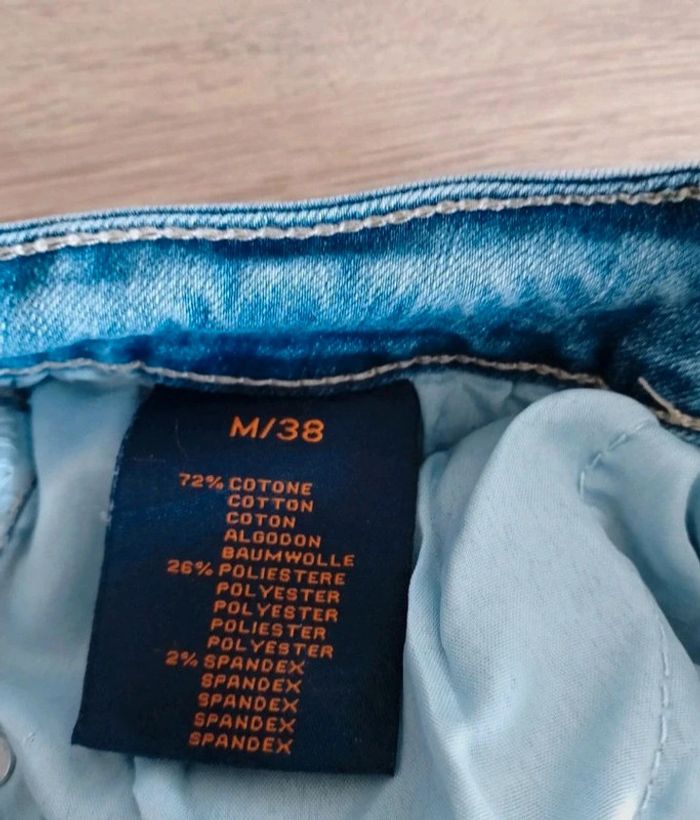 M/38
72% COTONE
COTTON
COTON
ALGODON
BAUMWOLLE
26% POLIESTERE
POLYESTER
POLYESTER
POLIESTER
POLYESTER
2% SPANDEX
SPANDEX
SPANDEX
SPANDEX
SPANDEX